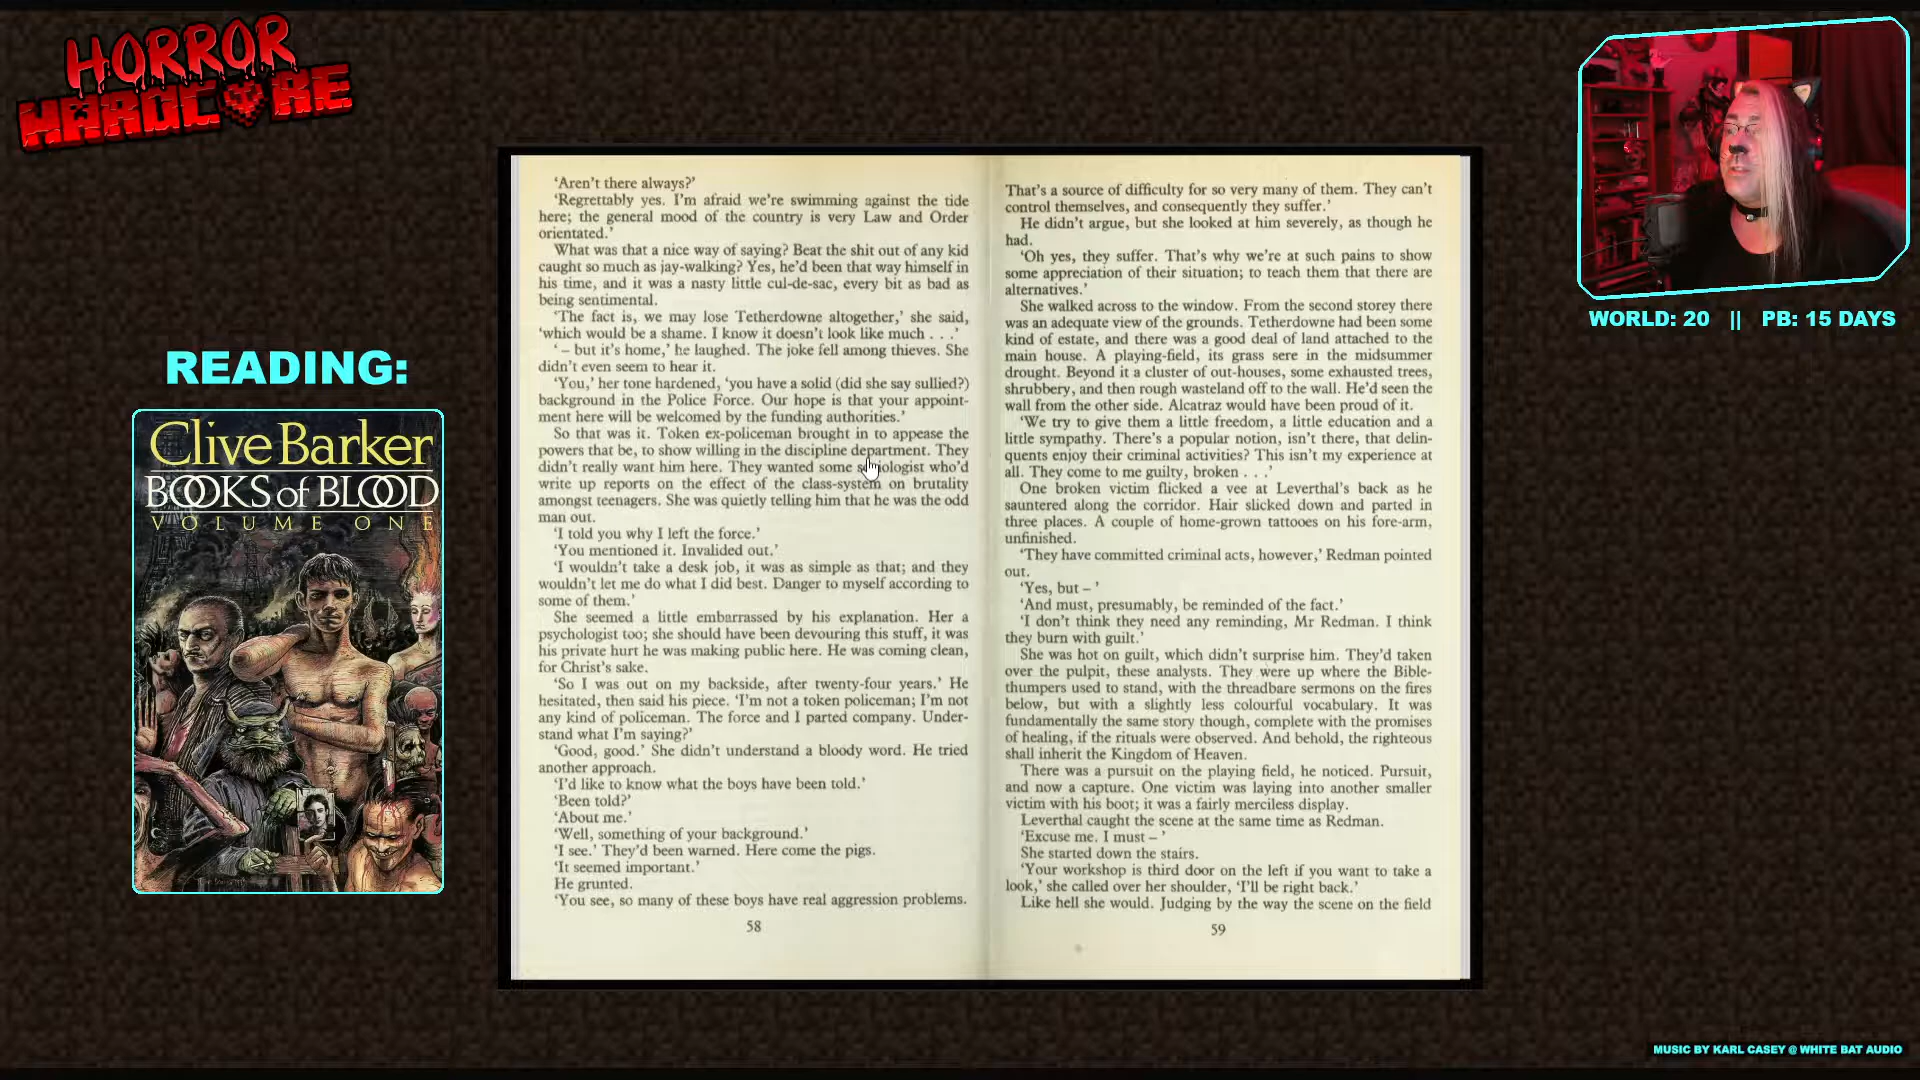 HORROR
HARDCORE
READING:
Clive Barker
BOOKS of BLOOD
VOLUME ONE
‘Aren’t there always?’
‘Regrettably yes. I’m afraid we’re swimming against the tide
here; the general mood of the country is very Law and Order
orientated.’
What was that a nice way of saying? Beat the shit out of any kid
caught so much as jay-walking? Yes, he’d been that way himself in
his time, and it was a nasty little cul-de-sac, every bit as bad as
being sentimental.
‘The fact is, we may lose Tetherdowne altogether,’ she said,
‘which would be a shame. I know it doesn’t look like much . . .’
‘ – but it’s home,’ he laughed. The joke fell among thieves. She
didn’t even seem to hear it.
‘You,’ her tone hardened, ‘you have a solid (did she say sullied?)
background in the Police Force. Our hope is that your appoint-
ment here will be welcomed by the funding authorities.’
So that was it. Token ex-policeman brought in to appease the
powers that be, to show willing in the discipline department. They
didn’t really want him here. They wanted some sociologist who’d
write up reports on the effect of the class-system on brutality
amongst teenagers. She was quietly telling him that he was the odd
man out.
‘I told you why I left the force.’
‘You mentioned it. Invalided out.’
‘I wouldn’t take a desk job, it was as simple as that; and they
wouldn’t let me do what I did best. Danger to myself according to
some of them.’
She seemed a little embarrassed by his explanation. Her a
psychologist too; she should have been devouring this stuff, it was
his private hurt he was making public here. He was coming clean,
for Christ’s sake.
‘So I was out on my backside, after twenty-four years.’ He
hesitated, then said his piece. ‘I’m not a token policeman; I’m not
any kind of policeman. The force and I parted company. Under-
stand what I’m saying?’
‘Good, good.’ She didn’t understand a bloody word. He tried
another approach.
‘I’d like to know what the boys have been told.’
‘Been told?’
‘About me.’
‘Well, something of your background.’
‘I see.’ They’d been warned. Here come the pigs.
‘It seemed important.’
He grunted.
‘You see, so many of these boys have real aggression problems.
58
That’s a source of difficulty for so very many of them. They can’t
control themselves, and consequently they suffer.’
He didn’t argue, but she looked at him severely, as though he
had.
‘Oh yes, they suffer. That’s why we’re at such pains to show
some appreciation of their situation; to teach them that there are
alternatives.’
She walked across to the window. From the second storey there
was an adequate view of the grounds. Tetherdowne had been some
kind of estate, and there was a good deal of land attached to the
main house. A playing-field, its grass sere in the midsummer
drought. Beyond it a cluster of out-houses, some exhausted trees,
shrubbery, and then rough wasteland off to the wall. He’d seen the
wall from the other side. Alcatraz would have been proud of it.
‘We try to give them a little freedom, a little education and a
little sympathy. There’s a popular notion, isn’t there, that delin-
quents enjoy their criminal activities? This isn’t my experience at
all. They come to me guilty, broken . . .’
One broken victim flicked a vee at Leverthal’s back as he
sauntered along the corridor. Hair slicked down and parted in
three places. A couple of home-grown tattooes on his fore-arm,
unfinished.
‘They have committed criminal acts, however,’ Redman pointed
out.
‘Yes, but – ’
‘And must, presumably, be reminded of the fact.’
‘I don’t think they need any reminding, Mr Redman. I think
they burn with guilt.’
She was hot on guilt, which didn’t surprise him. They’d taken
over the pulpit, these analysts. They were up where the Bible-
thumpers used to stand, with the threadbare sermons on the fires
below, but with a slightly less colourful vocabulary. It was
fundamentally the same story though, complete with the promises
of healing, if the rituals were observed. And behold, the righteous
shall inherit the Kingdom of Heaven.
There was a pursuit on the playing field, he noticed. Pursuit,
and now a capture. One victim was laying into another smaller
victim with his boot; it was a fairly merciless display.
Leverthal caught the scene at the same time as Redman.
‘Excuse me. I must – ’
She started down the stairs.
‘Your workshop is third door on the left if you want to take a
look,’ she called over her shoulder, ‘I’ll be right back.’
Like hell she would. Judging by the way the scene on the field
59
WORLD: 20 || PB: 15 DAYS
MUSIC BY KARL CASEY @ WHITE BAT AUDIO